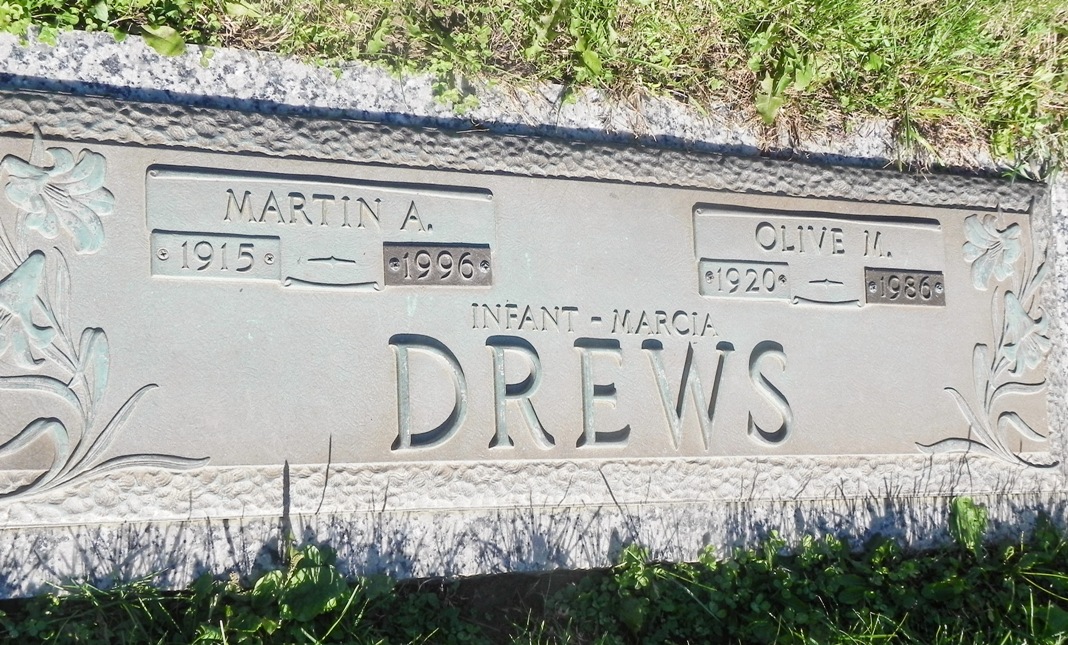 MARTIN A.
1915 - 1996
OLIVE M.
1920 - 1986
INFANT - MARCIA
DREWS